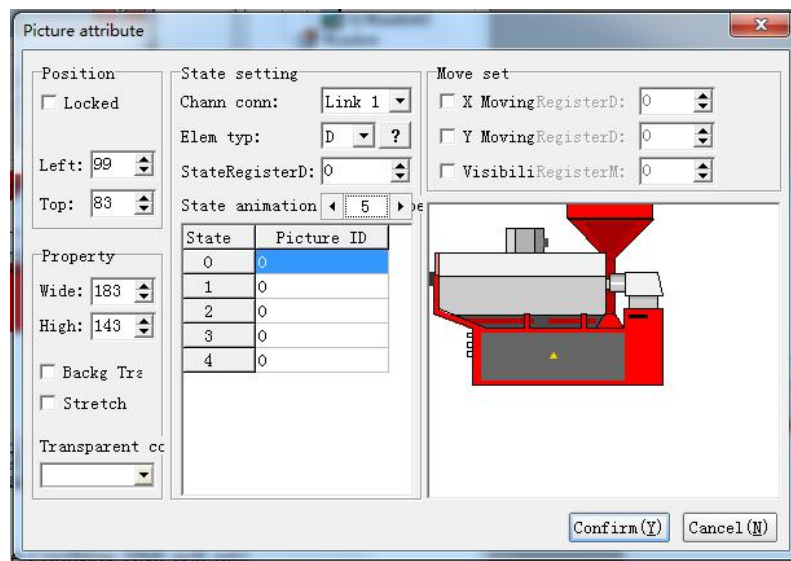 Picture attribute
Position
Locked
Left: 99
Top: 83
Property
Wide: 183
High: 143
Backg Tra
Stretch
Transparent co
State setting
Chann conn: Link 1
Elem typ: D ?
StateRegisterD: 0
State animation 5 pe
State Picture ID
0 0
1 0
2 0
3 0
4 0
Move set
X MovingRegisterD: 0
Y MovingRegisterD: 0
VisibiliRegisterM: 0
Confirm(Y) Cancel(N)